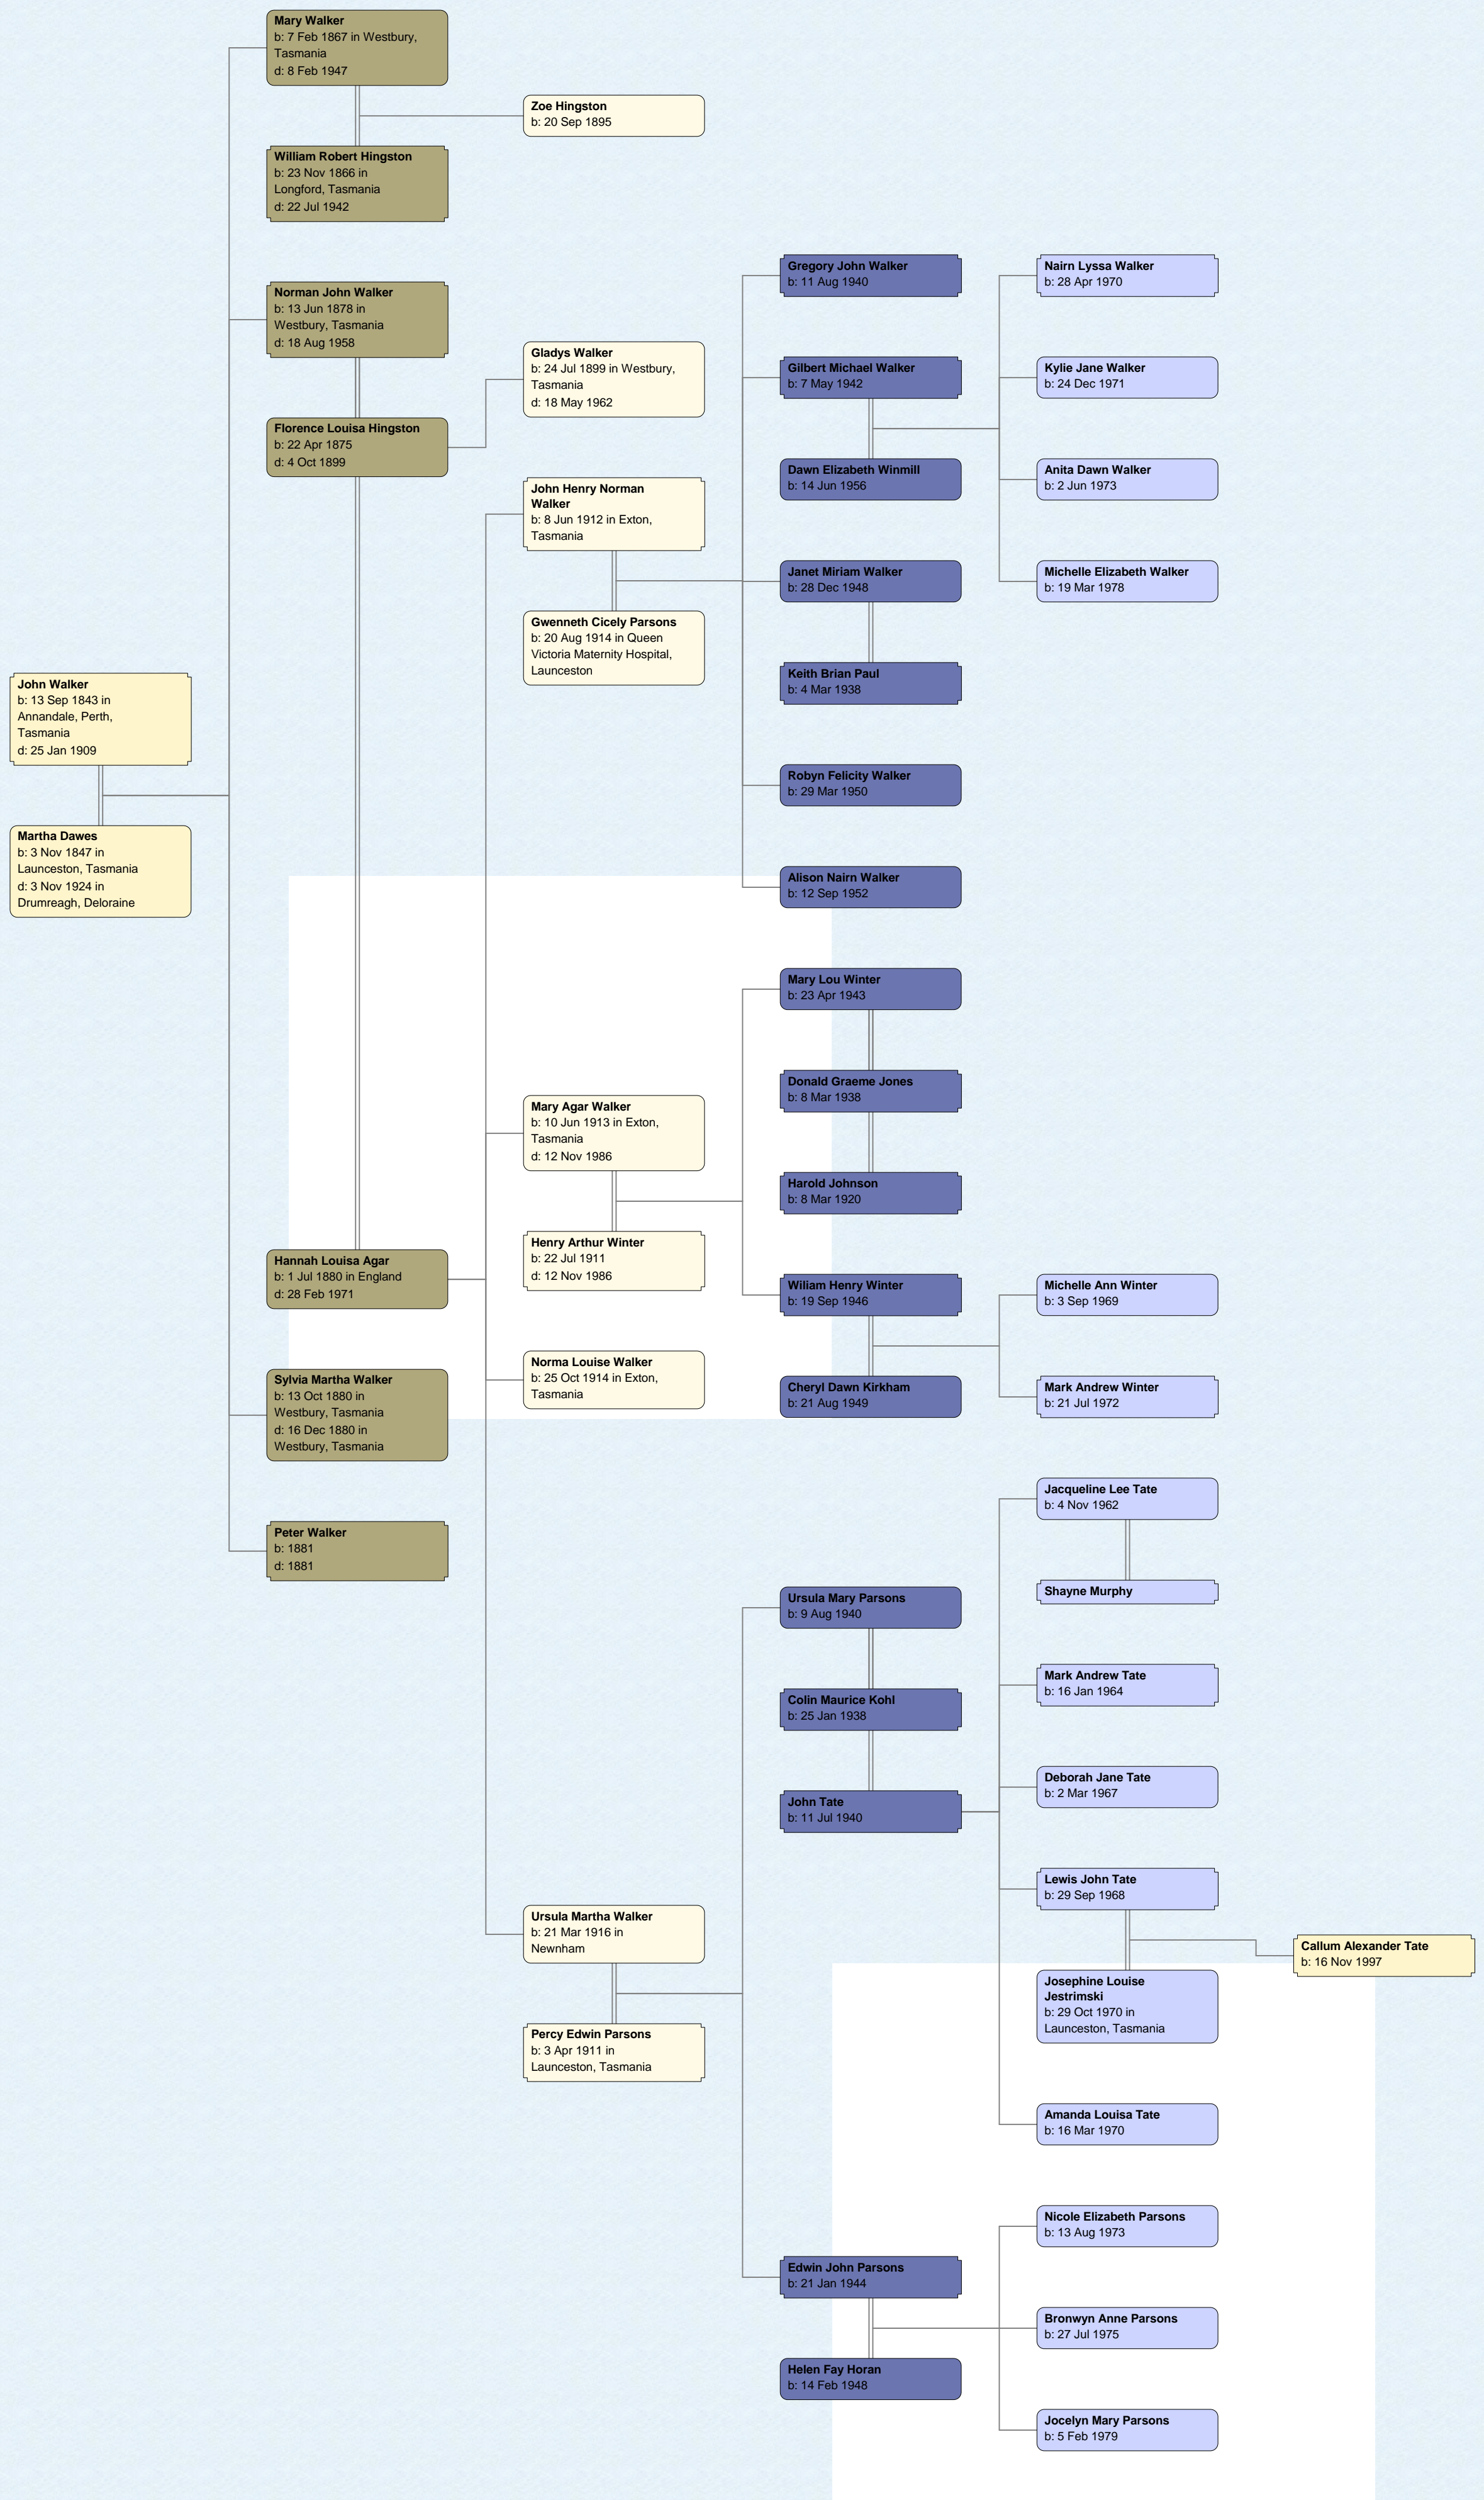 Mary Walker
b: 7 Feb 1867 in Westbury,
Tasmania
d: 8 Feb 1947
Zoe Hingston
b: 20 Sep 1895
William Robert Hingston
b: 23 Nov 1866 in
Longford, Tasmania
d: 22 Jul 1942
Gregory John Walker
b: 11 Aug 1940
Nairn Lyssa Walker
b: 28 Apr 1970
Norman John Walker
b: 13 Jun 1878 in
Westbury, Tasmania
d: 18 Aug 1958
Gladys Walker
b: 24 Jul 1899 in Westbury,
Tasmania
d: 18 May 1962
Gilbert Michael Walker
b: 7 May 1942
Kylie Jane Walker
b: 24 Dec 1971
Florence Louisa Hingston
b: 22 Apr 1875
d: 4 Oct 1899
Dawn Elizabeth Winmill
b: 14 Jun 1956
Anita Dawn Walker
b: 2 Jun 1973
John Henry Norman
Walker
b: 8 Jun 1912 in Exton,
Tasmania
Janet Miriam Walker
b: 28 Dec 1948
Michelle Elizabeth Walker
b: 19 Mar 1978
Gwenneth Cicely Parsons
b: 20 Aug 1914 in Queen
Victoria Maternity Hospital,
Launceston
Keith Brian Paul
b: 4 Mar 1938
John Walker
b: 13 Sep 1843 in
Annandale, Perth,
Tasmania
d: 25 Jan 1909
Robyn Felicity Walker
b: 29 Mar 1950
Martha Dawes
b: 3 Nov 1847 in
Launceston, Tasmania
d: 3 Nov 1924 in
Drumreagh, Deloraine
Alison Nairn Walker
b: 12 Sep 1952
Mary Lou Winter
b: 23 Apr 1943
Donald Graeme Jones
b: 8 Mar 1938
Mary Agar Walker
b: 10 Jun 1913 in Exton,
Tasmania
d: 12 Nov 1986
Harold Johnson
b: 8 Mar 1920
Henry Arthur Winter
b: 22 Jul 1911
d: 12 Nov 1986
Hannah Louisa Agar
b: 1 Jul 1880 in England
d: 28 Feb 1971
Wiliam Henry Winter
b: 19 Sep 1946
Michelle Ann Winter
b: 3 Sep 1969
Norma Louise Walker
b: 25 Oct 1914 in Exton,
Tasmania
Sylvia Martha Walker
b: 13 Oct 1880 in
Westbury, Tasmania
d: 16 Dec 1880 in
Westbury, Tasmania
Cheryl Dawn Kirkham
b: 21 Aug 1949
Mark Andrew Winter
b: 21 Jul 1972
Jacqueline Lee Tate
b: 4 Nov 1962
Peter Walker
b: 1881
d: 1881
Shayne Murphy
Ursula Mary Parsons
b: 9 Aug 1940
Mark Andrew Tate
b: 16 Jan 1964
Colin Maurice Kohl
b: 25 Jan 1938
Deborah Jane Tate
b: 2 Mar 1967
John Tate
b: 11 Jul 1940
Lewis John Tate
b: 29 Sep 1968
Ursula Martha Walker
b: 21 Mar 1916 in
Newnham
Callum Alexander Tate
b: 16 Nov 1997
Josephine Louise
Jestrimski
b: 29 Oct 1970 in
Launceston, Tasmania
Percy Edwin Parsons
b: 3 Apr 1911 in
Launceston, Tasmania
Amanda Louisa Tate
b: 16 Mar 1970
Nicole Elizabeth Parsons
b: 13 Aug 1973
Edwin John Parsons
b: 21 Jan 1944
Bronwyn Anne Parsons
b: 27 Jul 1975
Helen Fay Horan
b: 14 Feb 1948
Jocelyn Mary Parsons
b: 5 Feb 1979